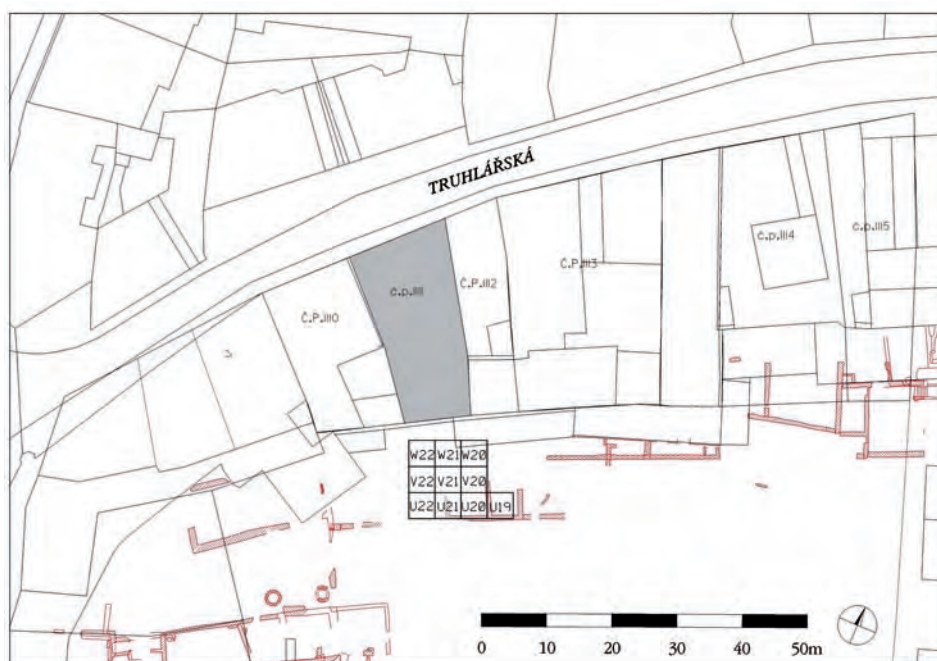 TRUHLÁŘSKÁ
č.p.1114
č.p.1115
Č.P.1113
Č.P.1112
č.p.1111
Č.P.1110
3
W22 W21 W20
V22 V21 V20
U22 U21 U20 U19
0 10 20 30 40 50m